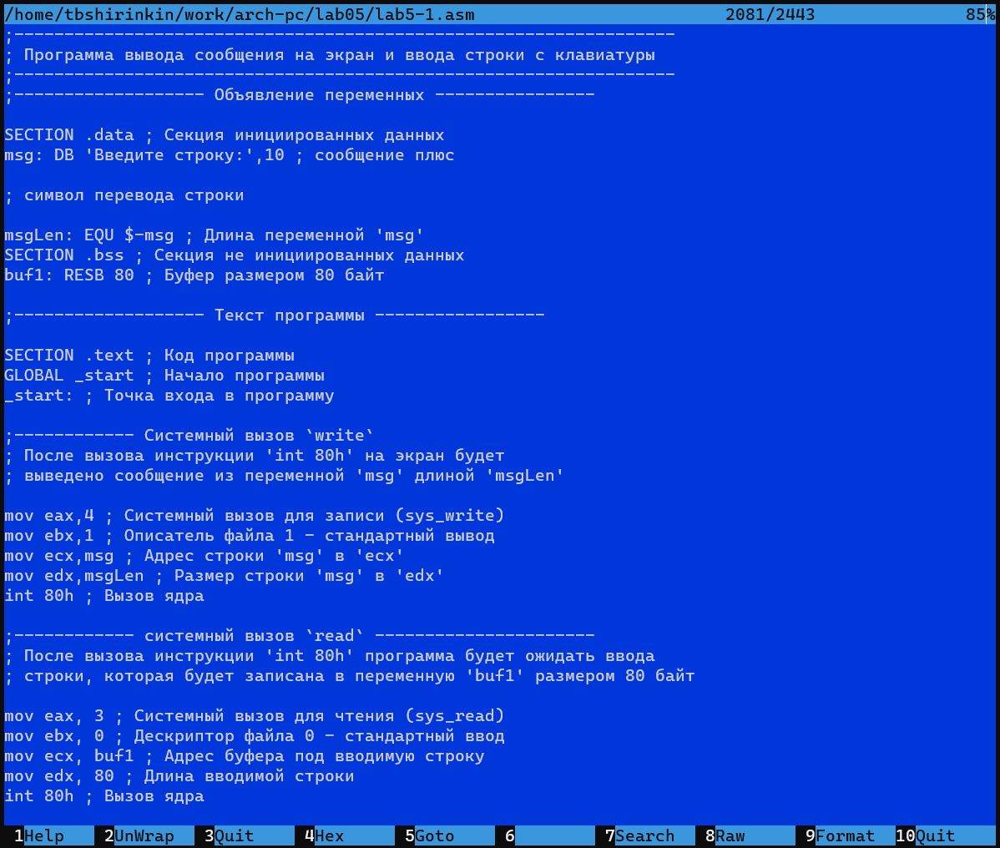 /home/tbshirinkin/work/arch-pc/lab05/lab5-1.asm 2081/2443 85%
;------------------------------------------------------------------
; Программа вывода сообщения на экран и ввода строки с клавиатуры
;------------------------------------------------------------------
;------------------- Объявление переменных ----------------
SECTION .data ; Секция инициированных данных
msg: DB 'Введите строку:',10 ; сообщение плюс
; символ перевода строки
msgLen: EQU $-msg ; Длина переменной 'msg'
SECTION .bss ; Секция не инициированных данных
buf1: RESB 80 ; Буфер размером 80 байт
;------------------- Текст программы -----------------
SECTION .text ; Код программы
GLOBAL _start ; Начало программы
_start: ; Точка входа в программу
;------------ Системный вызов `write`
; После вызова инструкции 'int 80h' на экран будет
; выведено сообщение из переменной 'msg' длиной 'msgLen'
mov eax,4 ; Системный вызов для записи (sys_write)
mov ebx,1 ; Описатель файла 1 - стандартный вывод
mov ecx,msg ; Адрес строки 'msg' в 'ecx'
mov edx,msgLen ; Размер строки 'msg' в 'edx'
int 80h ; Вызов ядра
;------------ системный вызов `read` ----------------------
; После вызова инструкции 'int 80h' программа будет ожидать ввода
; строки, которая будет записана в переменную 'buf1' размером 80 байт
mov eax, 3 ; Системный вызов для чтения (sys_read)
mov ebx, 0 ; Дескриптор файла 0 - стандартный ввод
mov ecx, buf1 ; Адрес буфера под вводимую строку
mov edx, 80 ; Длина вводимой строки
int 80h ; Вызов ядра
1Help 2UnWrap 3Quit 4Hex 5Goto 6 7Search 8Raw 9Format 10Quit